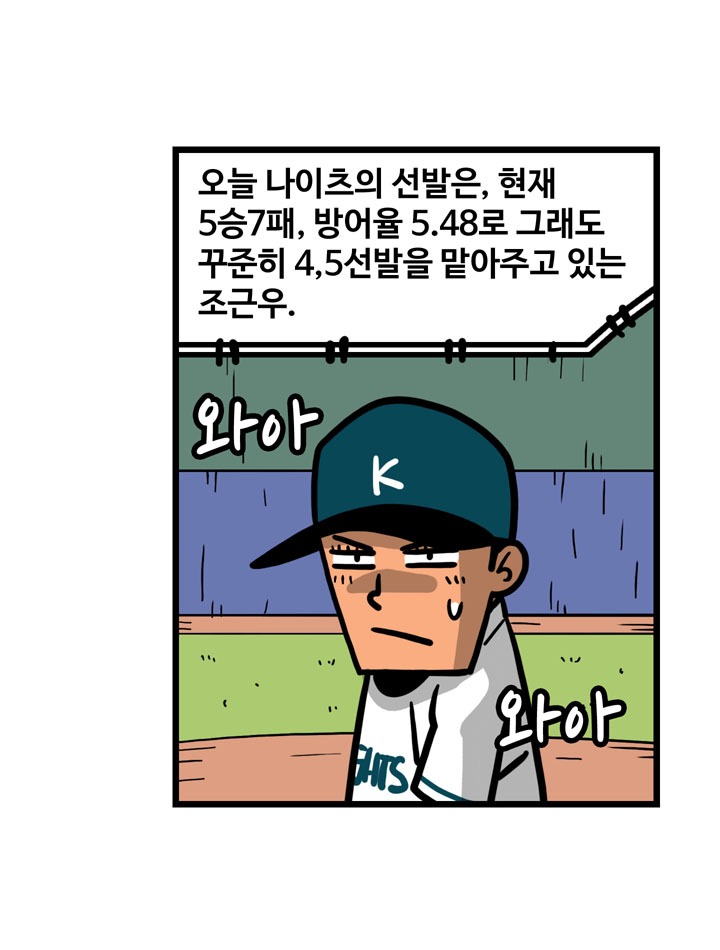 오늘 나이츠의 선발은, 현재
5승7패, 방어율 5.48로 그래도
꾸준히 4,5선발을 맡아주고 있는
조근우.
와아
K
와아
GHTS